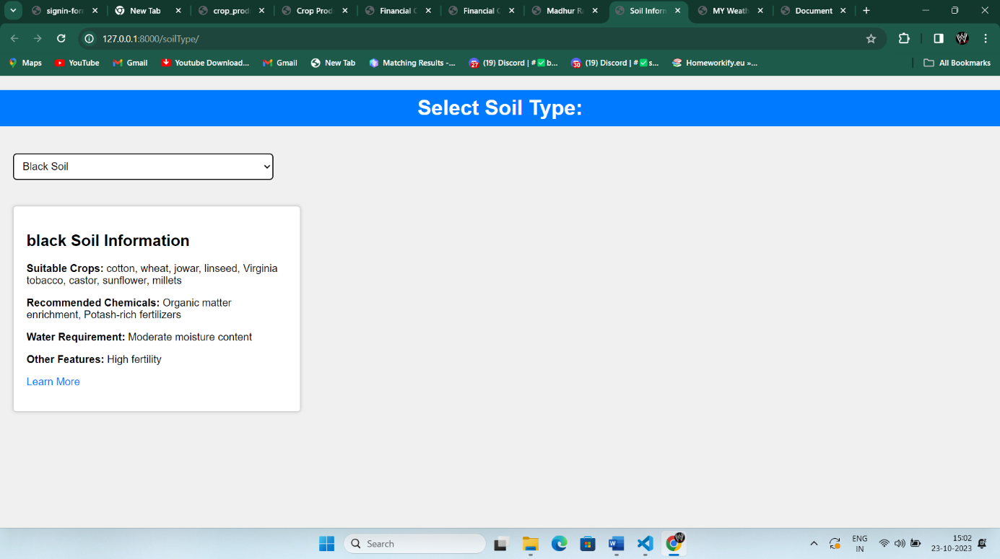 signin-for
New Tab
crop_prod
Crop Prod
Financial C
Financial C
Madhur Ra
Soil Inform
MY Weath
Document
127.0.0.1:8000/soilType/
Maps
YouTube
Gmail
Youtube Download...
Gmail
New Tab
Matching Results -...
27
(19) Discord | #✅b...
30
(19) Discord | #✅s...
Homeworkify.eu »...
All Bookmarks
Select Soil Type:
Black Soil
black Soil Information
Suitable Crops: cotton, wheat, jowar, linseed, Virginia
tobacco, castor, sunflower, millets
Recommended Chemicals: Organic matter
enrichment, Potash-rich fertilizers
Water Requirement: Moderate moisture content
Other Features: High fertility
Learn More
Search
ENG
IN
15:02
23-10-2023